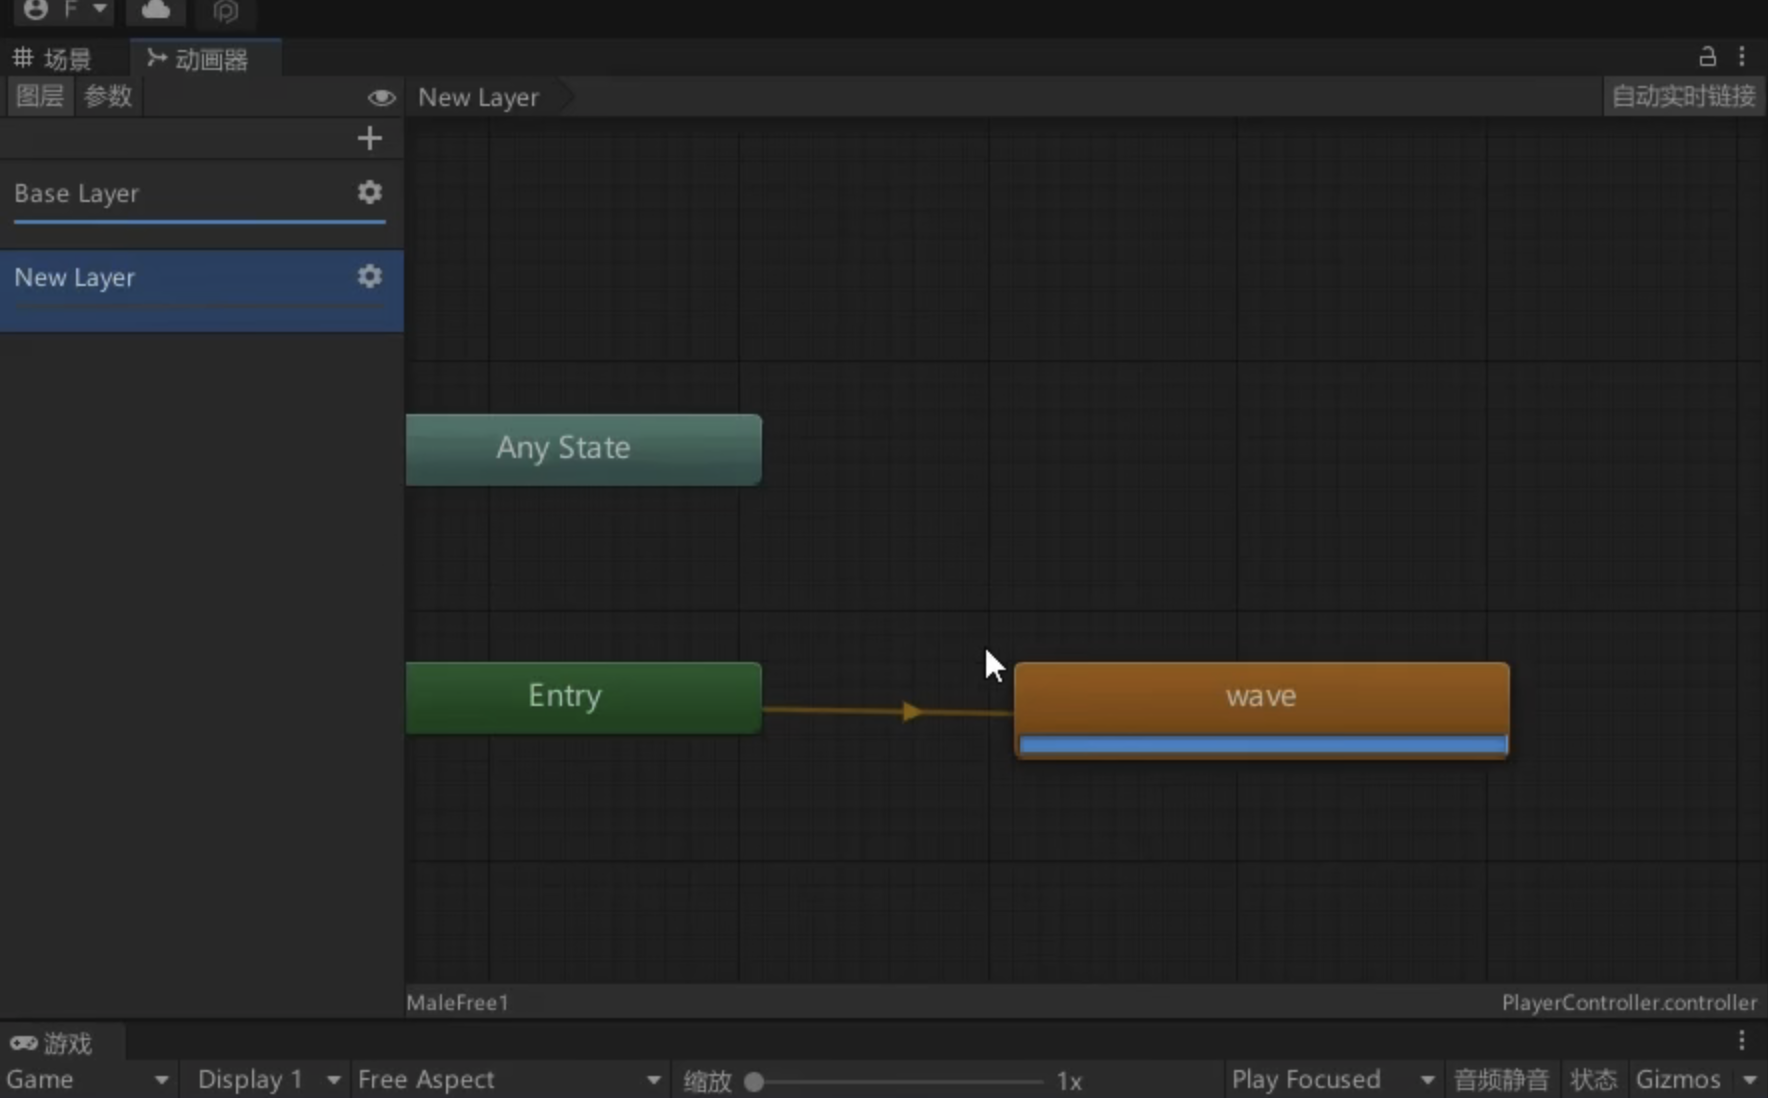 F
场景
动画器
图层 参数
New Layer
自动实时链接
Base Layer
New Layer
Any State
Entry
wave
MaleFree1
PlayerController.controller
游戏
Game Display 1 Free Aspect 缩放 1x Play Focused 音频静音 状态 Gizmos